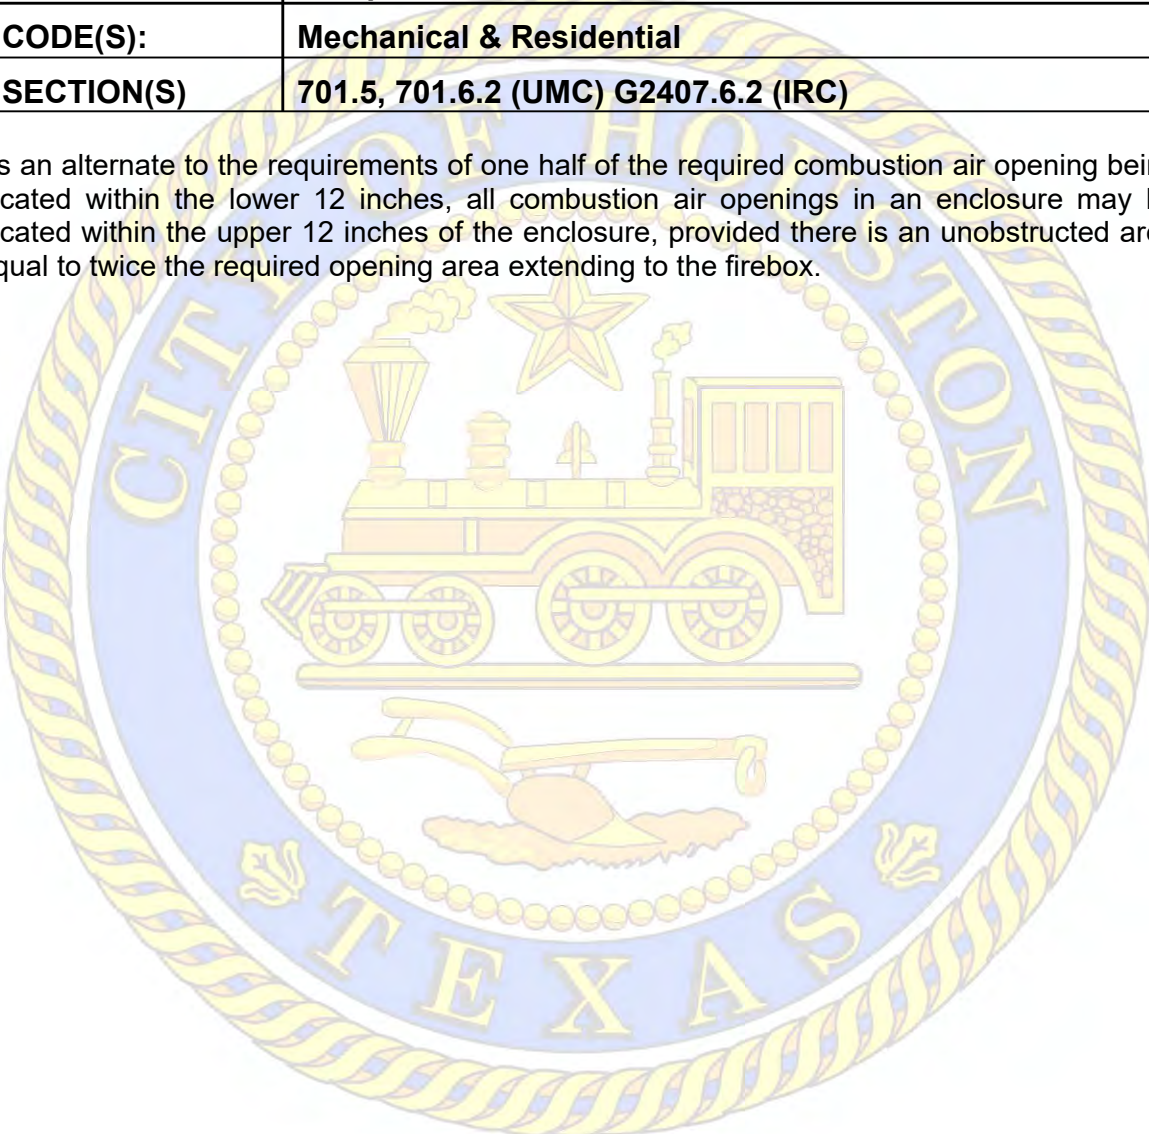 CODE(S): Mechanical & Residential
SECTION(S) 701.5, 701.6.2 (UMC) G2407.6.2 (IRC)
s an alternate to the requirements of one half of the required combustion air opening bein
cated within the lower 12 inches, all combustion air openings in an enclosure may
cated within the upper 12 inches of the enclosure, provided there is an unobstructed are
qual to twice the required opening area extending to the firebox.
CITY OF HOUSTON
TEXAS